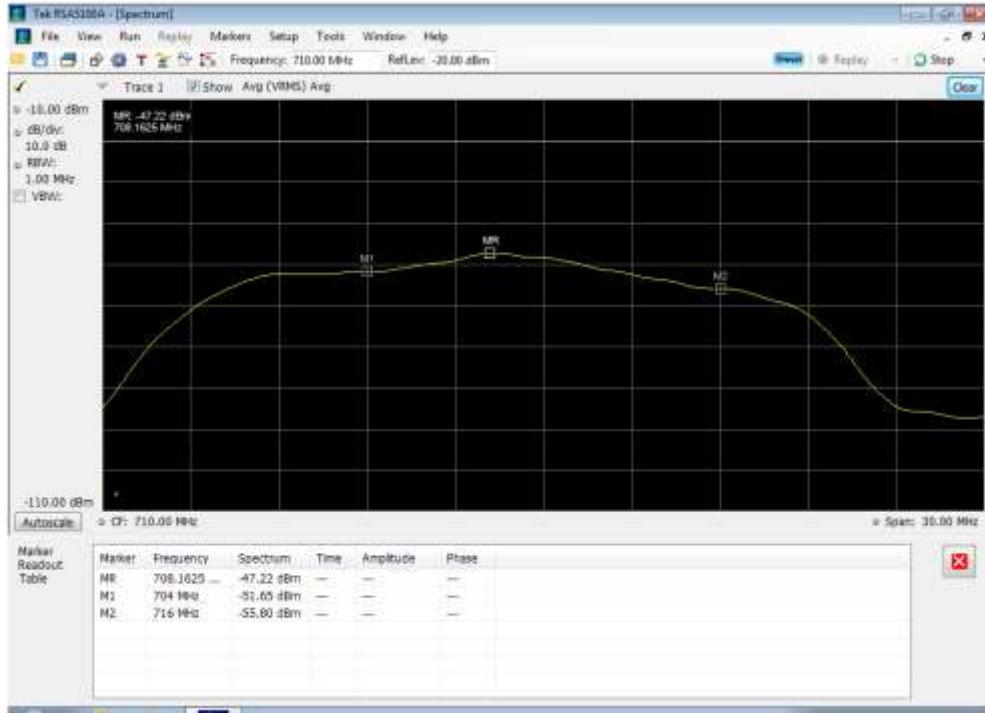 Tek RSA5100A - [Spectrum]
File View Run Replay Markers Setup Tools Window Help
Frequency: 710.00 MHz RefLev: -20.00 dBm Preset Replay Stop
Trace 1 Show Avg (VRMS) Avg Clear
-10.00 dBm
dB/div:
10.0 dB
RBW:
1.00 MHz
VBW:
MR: -47.22 dBm
708.1625 MHz
MR
M1
M2
-110.00 dBm
Autoscale CF: 710.00 MHz Span: 30.00 MHz
Marker Readout Table
Marker Frequency Spectrum Time Amplitude Phase
MR 708.1625 ... -47.22 dBm --- --- ---
M1 704 MHz -51.65 dBm --- --- ---
M2 716 MHz -55.80 dBm --- --- ---